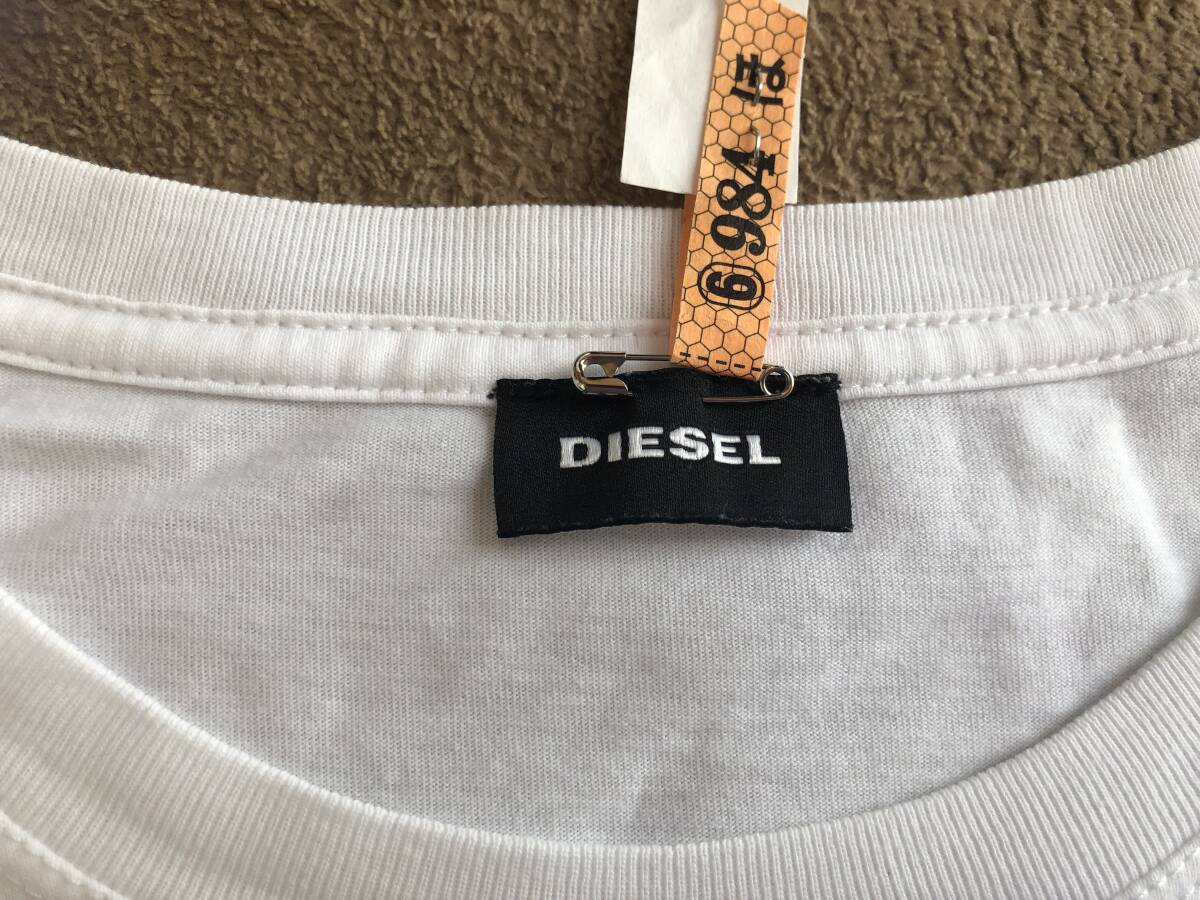 ⑥984 ほ
DIESEL